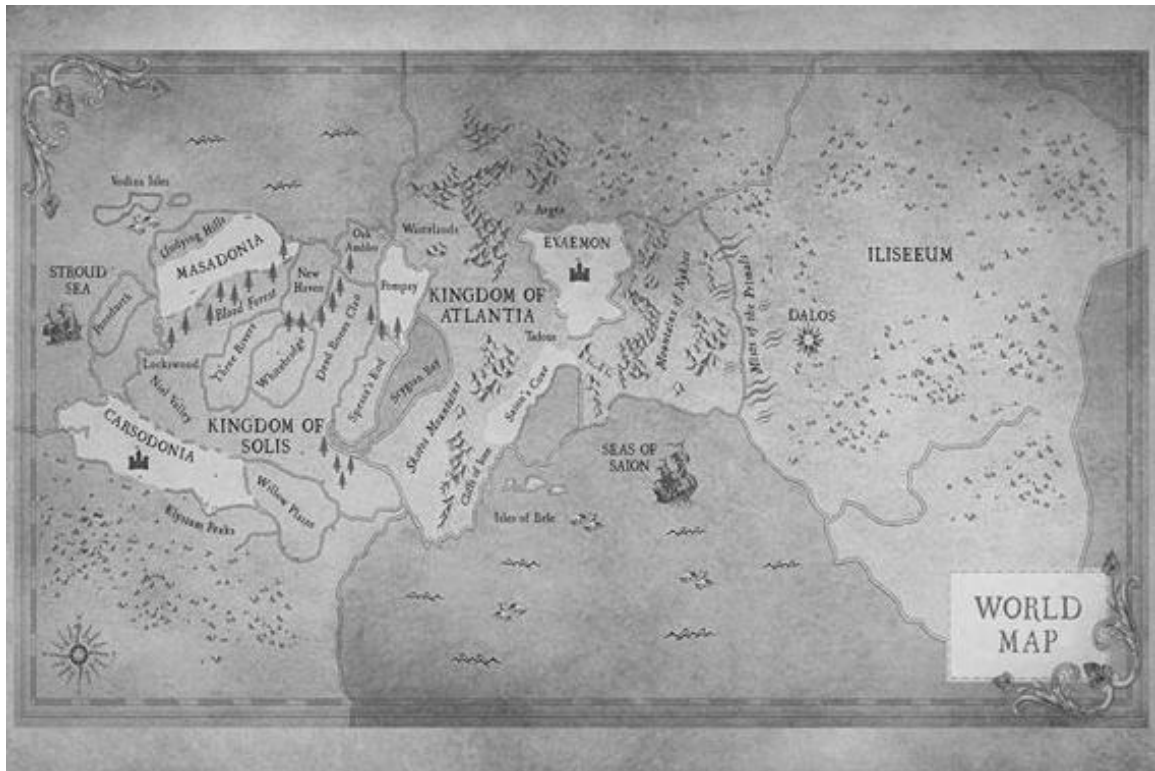 Vodina Isles
Undying Hills
MASADONIA
STROUD
SEA
Pensdurth
Blood Forest
New
Haven
Oak
Ambler
Wastelands
Pompay
Aegea
EVAEMON
KINGDOM OF
ATLANTIA
ILISEEUM
DALOS
Mists of the Primals
Mountains of Nyktos
Lockswood
Three Rivers
Whitebridge
Dead Bones Clan
Spessa's End
Stygian Bay
Tadous
Saion's Cove
Niel Valley
CARSODONIA
KINGDOM OF
SOLIS
Skotos Mountains
Cliffs of Ione
SEAS OF
SAION
Willow Plains
Elysium Peaks
Isles of Bele
WORLD
MAP